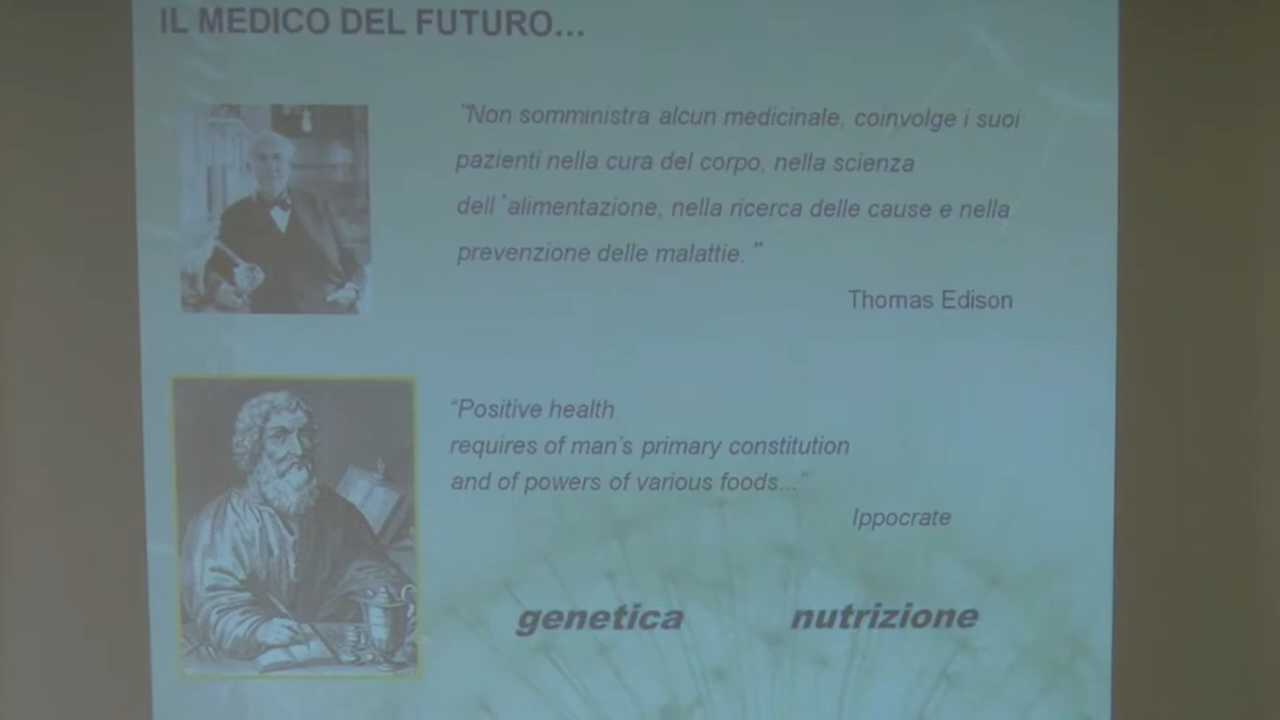 IL MEDICO DEL FUTURO...
"Non somministra alcun medicinale, coinvolge i suoi
pazienti nella cura del corpo, nella scienza
dell'alimentazione, nella ricerca delle cause e nella
prevenzione delle malattie."
Thomas Edison
"Positive health
requires of man's primary constitution
and of powers of various foods..."
Ippocrate
genetica nutrizione